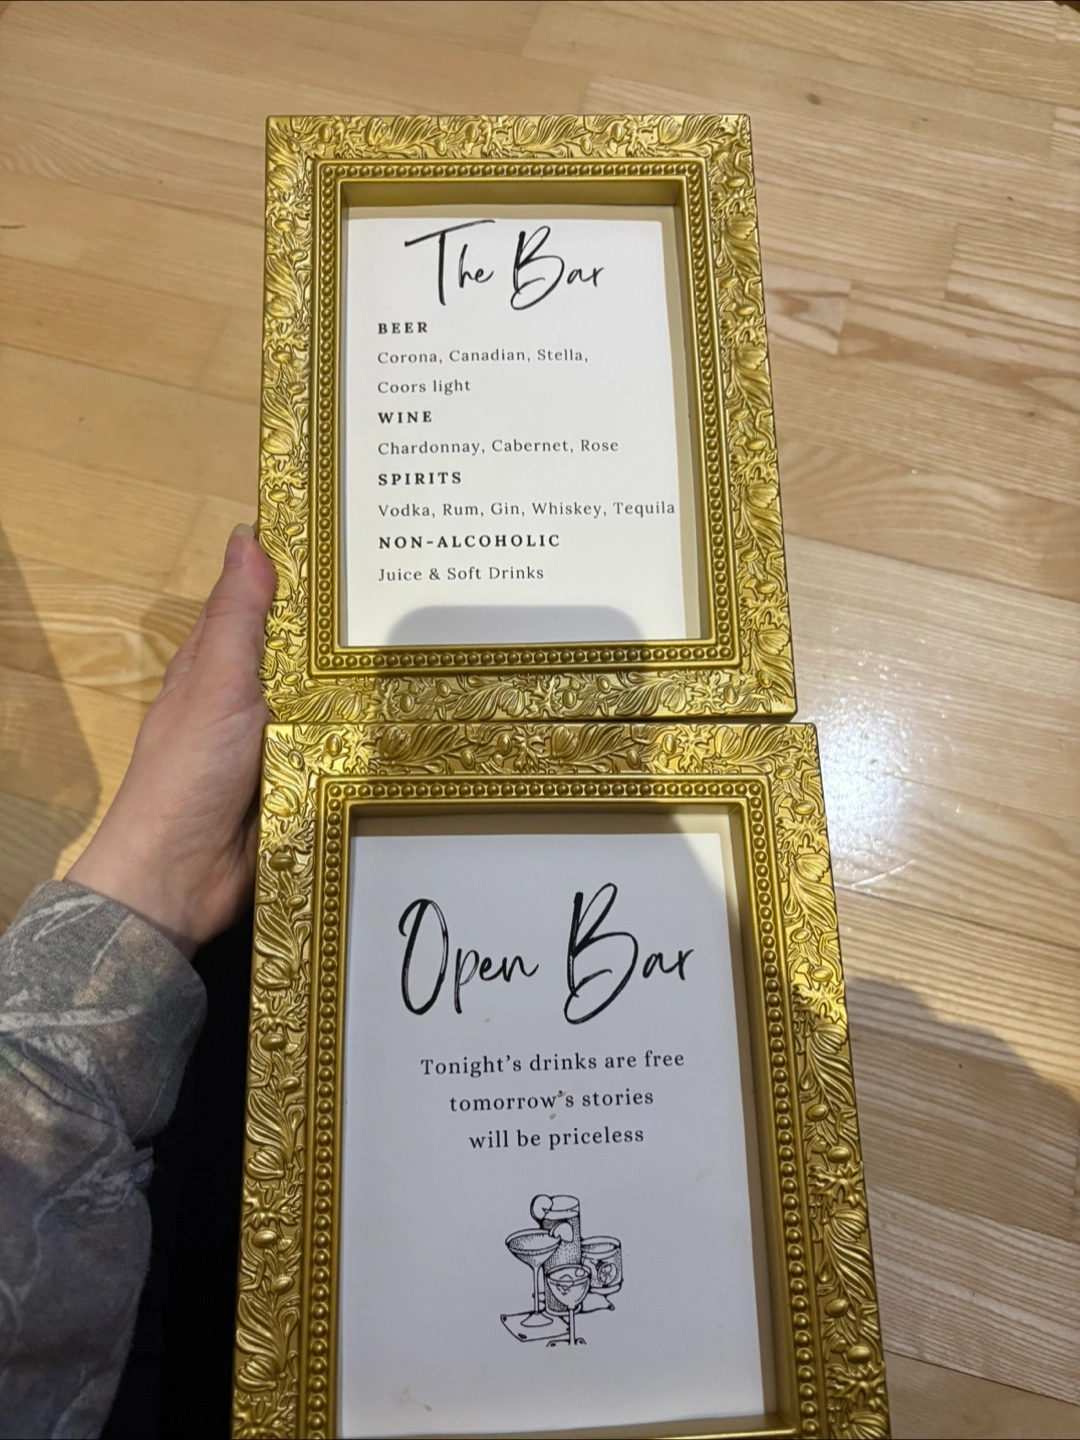 The Bar
BEER
Corona, Canadian, Stella,
Coors light
WINE
Chardonnay, Cabernet, Rose
SPIRITS
Vodka, Rum, Gin, Whiskey, Tequila
NON-ALCOHOLIC
Juice & Soft Drinks
Open Bar
Tonight's drinks are free
tomorrow's stories
will be priceless